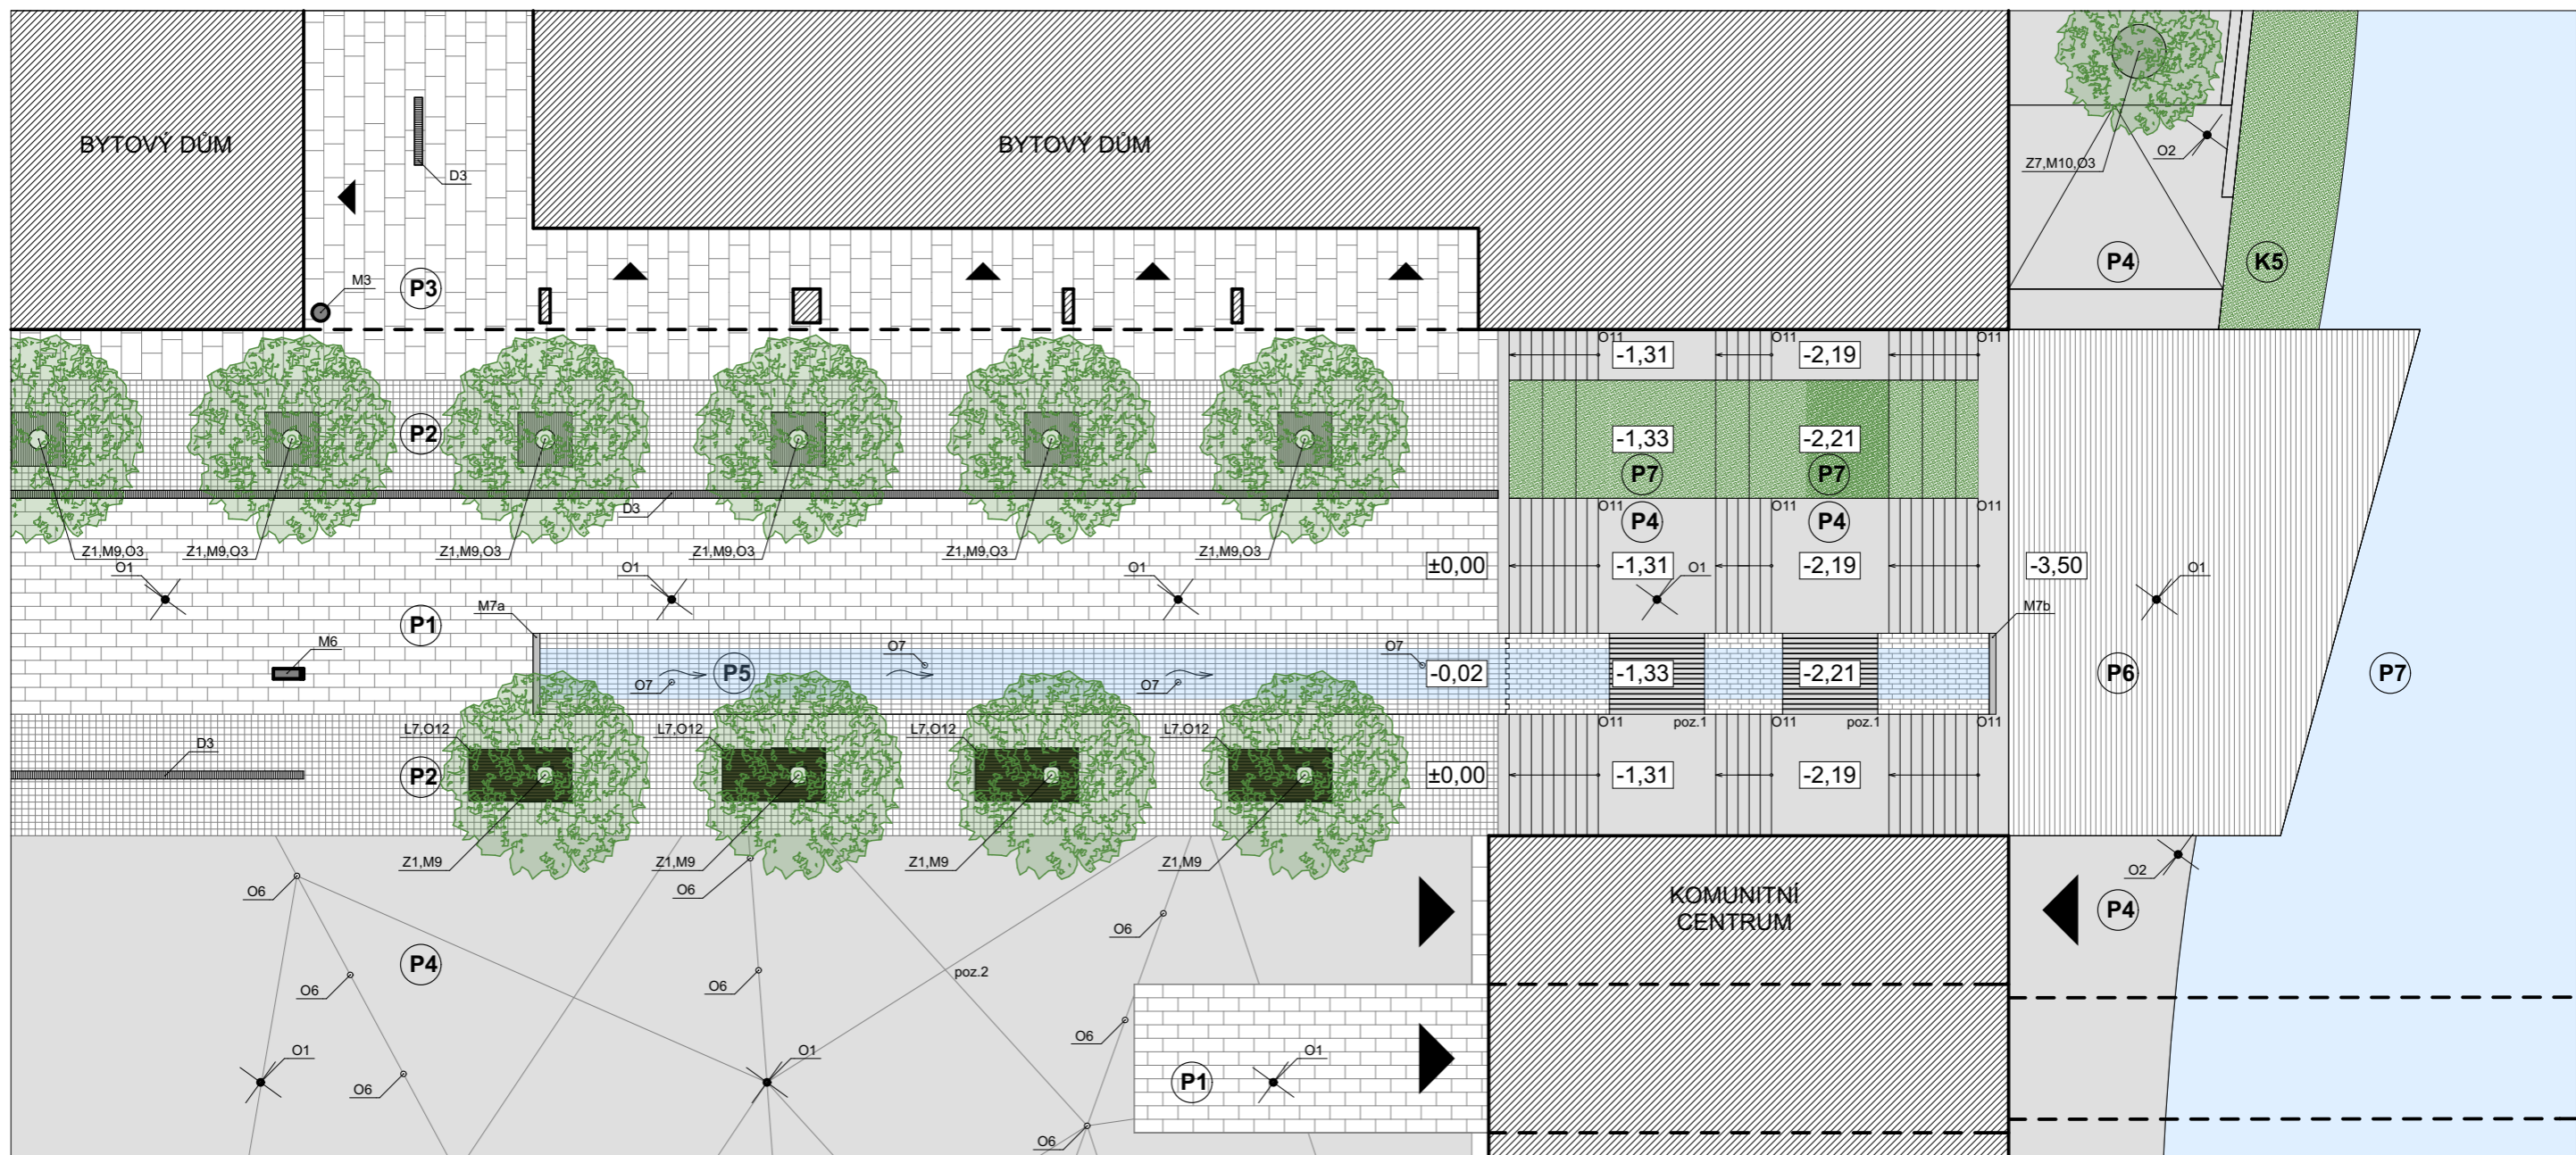 BYTOVÝ DŮM
BYTOVÝ DŮM
O2
Z7,M10,O3
D3
P4
K5
M3
P3
O11
O11
O11
-1,31
-2,19
P2
-1,33
-2,21
P7
P7
D3
O11
O11
O11
P4
P4
Z1,M9,O3
Z1,M9,O3
Z1,M9,O3
Z1,M9,O3
Z1,M9,O3
Z1,M9,O3
±0,00
-1,31
-2,19
-3,50
O1
O1
O1
O1
O1
M7a
M7b
P1
M6
O7
O7
P5
O7
O7
-0,02
-1,33
-2,21
P6
P7
L7,O12
L7,O12
L7,O12
L7,O12
O11
poz.1
O11
poz.1
O11
D3
P2
±0,00
-1,31
-2,19
Z1,M9
Z1,M9
Z1,M9
Z1,M9
O2
O6
O6
KOMUNITNÍ
CENTRUM
P4
O6
P4
poz.2
O6
O6
O6
O1
O1
O1
P1
O6
O6